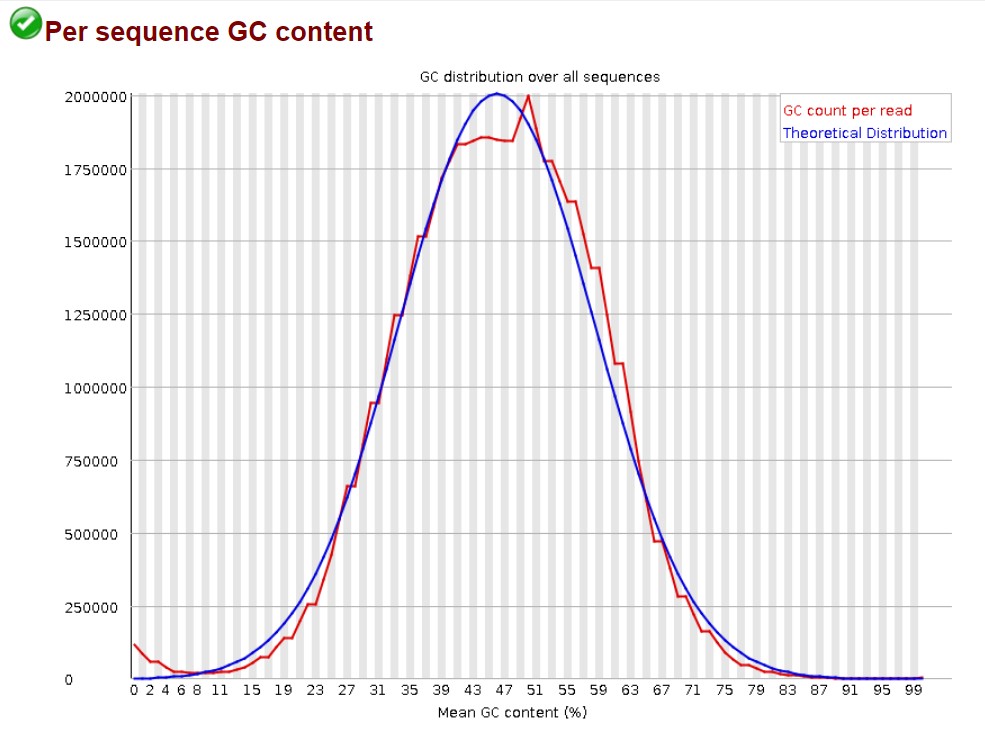 Per sequence GC content
GC distribution over all sequences
2000000
1750000
1500000
1250000
1000000
750000
500000
250000
0
GC count per read
Theoretical Distribution
0 2 4 6 8 11 15 19 23 27 31 35 39 43 47 51 55 59 63 67 71 75 79 83 87 91 95 99
Mean GC content (%)